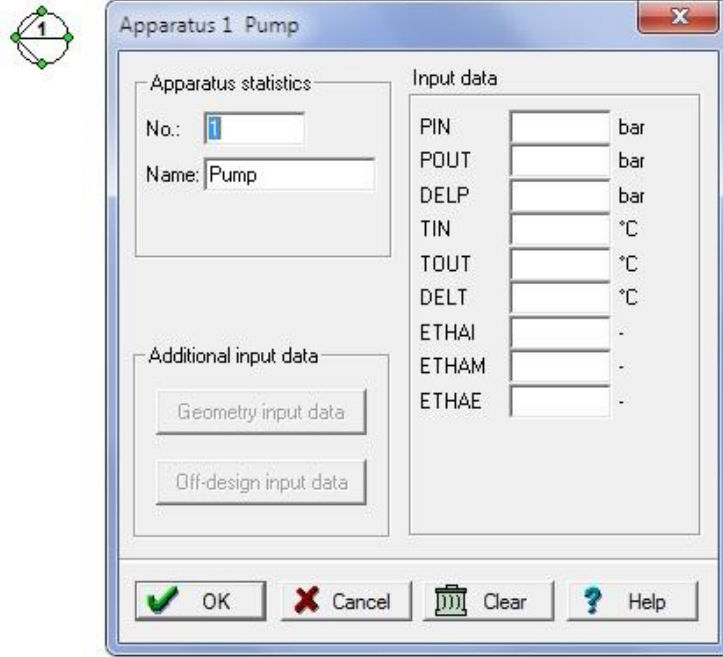 1
Apparatus 1 Pump
x
Apparatus statistics
No.: 1
Name: Pump
Additional input data
Geometry input data
Off-design input data
Input data
PIN bar
POUT bar
DELP bar
TIN °C
TOUT °C
DELT °C
ETHAI -
ETHAM -
ETHAE -
OK Cancel Clear Help